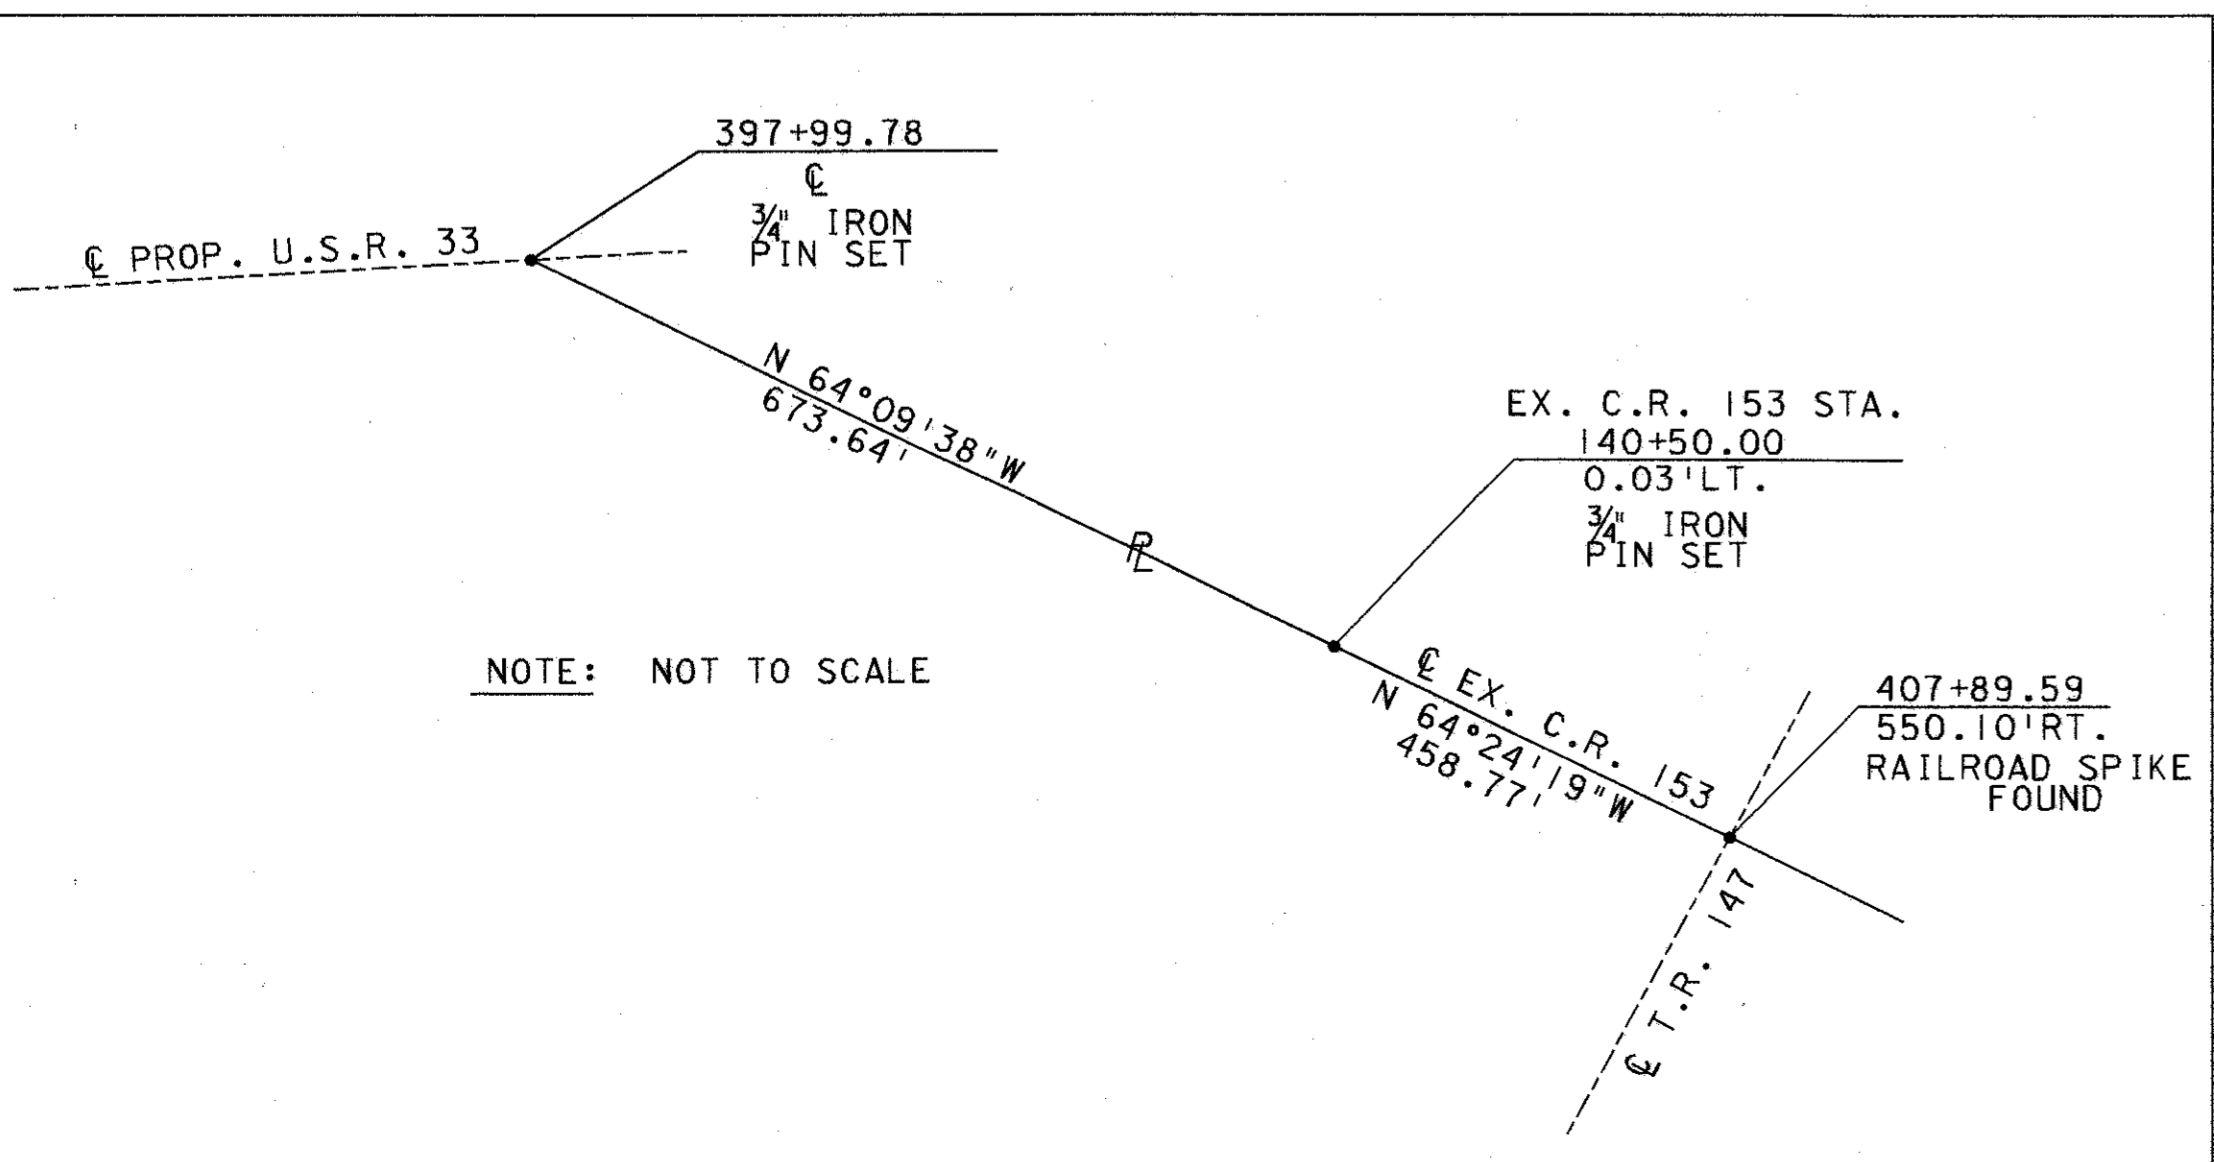 397+99.78
℄
3/4" IRON
PIN SET
℄ PROP. U.S.R. 33
N 64°09'38"W
673.64'
EX. C.R. 153 STA.
140+50.00
0.03'LT.
3/4" IRON
PIN SET
PL
NOTE: NOT TO SCALE
℄ EX. C.R. 153
N 64°24'19"W
458.77'
407+89.59
550.10'RT.
RAILROAD SPIKE
FOUND
℄ T.R. 147